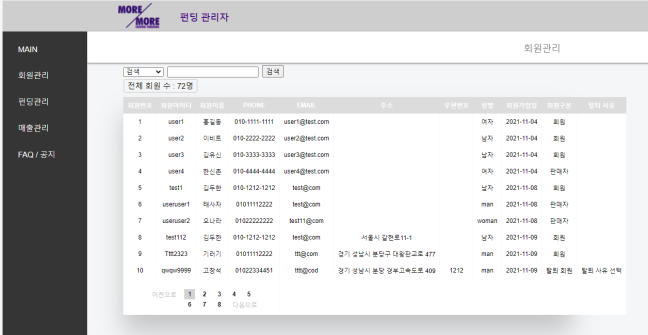 MORE
MORE
펀딩 관리자
MAIN
회원관리
펀딩관리
매출관리
FAQ / 공지
회원관리
검색 검색
전체 회원 수 : 72명
회원번호 회원아이디 회원이름 PHONE EMAIL 주소 우편번호 성별 회원가입일 회원구분 탈퇴 사유
1 user1 홍길동 010-1111-1111 user1@test.com 여자 2021-11-04 회원
2 user2 이비트 010-2222-2222 user2@test.com 남자 2021-11-04 회원
3 user3 김유신 010-3333-3333 user3@test.com 남자 2021-11-04 회원
4 user4 한신촌 010-4444-4444 user4@test.com 여자 2021-11-04 판매자
5 test1 김두한 010-1212-1212 test@com 남자 2021-11-08 회원
6 useruser1 태사자 01011112222 test@com man 2021-11-08 판매자
7 useruser2 오나라 01022222222 test11@com woman 2021-11-08 판매자
8 test112 김두한 010-1212-1212 test@com 서울시 갈현로11-1 남자 2021-11-09 회원
9 Tttt2323 기러기 01011112222 ttt@com 경기 성남시 분당구 대왕판교로 477 man 2021-11-09 회원
10 qwqw9999 고창석 01022334451 tttt@cod 경기 성남시 분당 경부고속도로 409 1212 man 2021-11-09 탈퇴 회원 탈퇴 사유 선택
이전으로 1 2 3 4 5
6 7 8 다음으로